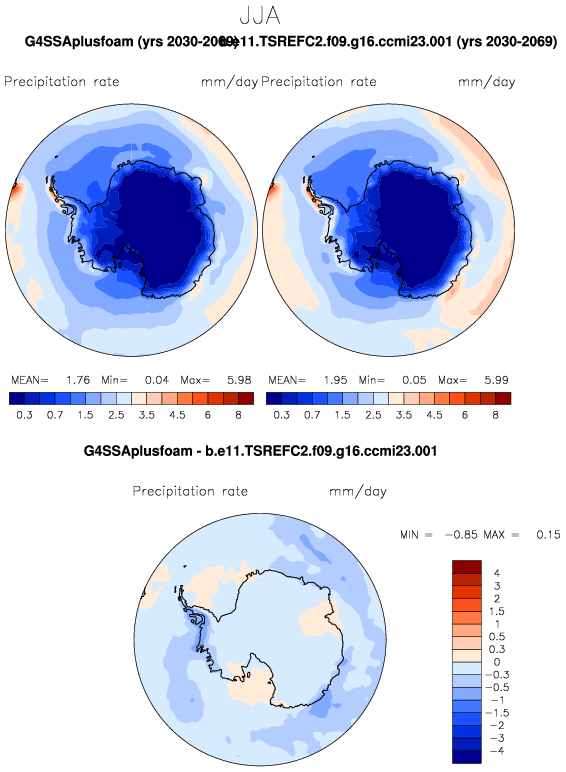 JJA
G4SSAplusfoam (yrs 2030-2069) b.e11.TSREFC2.f09.g16.ccmi23.001 (yrs 2030-2069)
Precipitation rate mm/day Precipitation rate mm/day
MEAN= 1.76 Min= 0.04 Max= 5.98 MEAN= 1.95 Min= 0.05 Max= 5.99
0.3 0.7 1.5 2.5 3.5 4.5 6 8 0.3 0.7 1.5 2.5 3.5 4.5 6 8
G4SSAplusfoam - b.e11.TSREFC2.f09.g16.ccmi23.001
Precipitation rate mm/day
MIN = -0.85 MAX = 0.15
4
3
2
1.5
1
0.5
0.3
0
-0.3
-0.5
-1
-1.5
-2
-3
-4